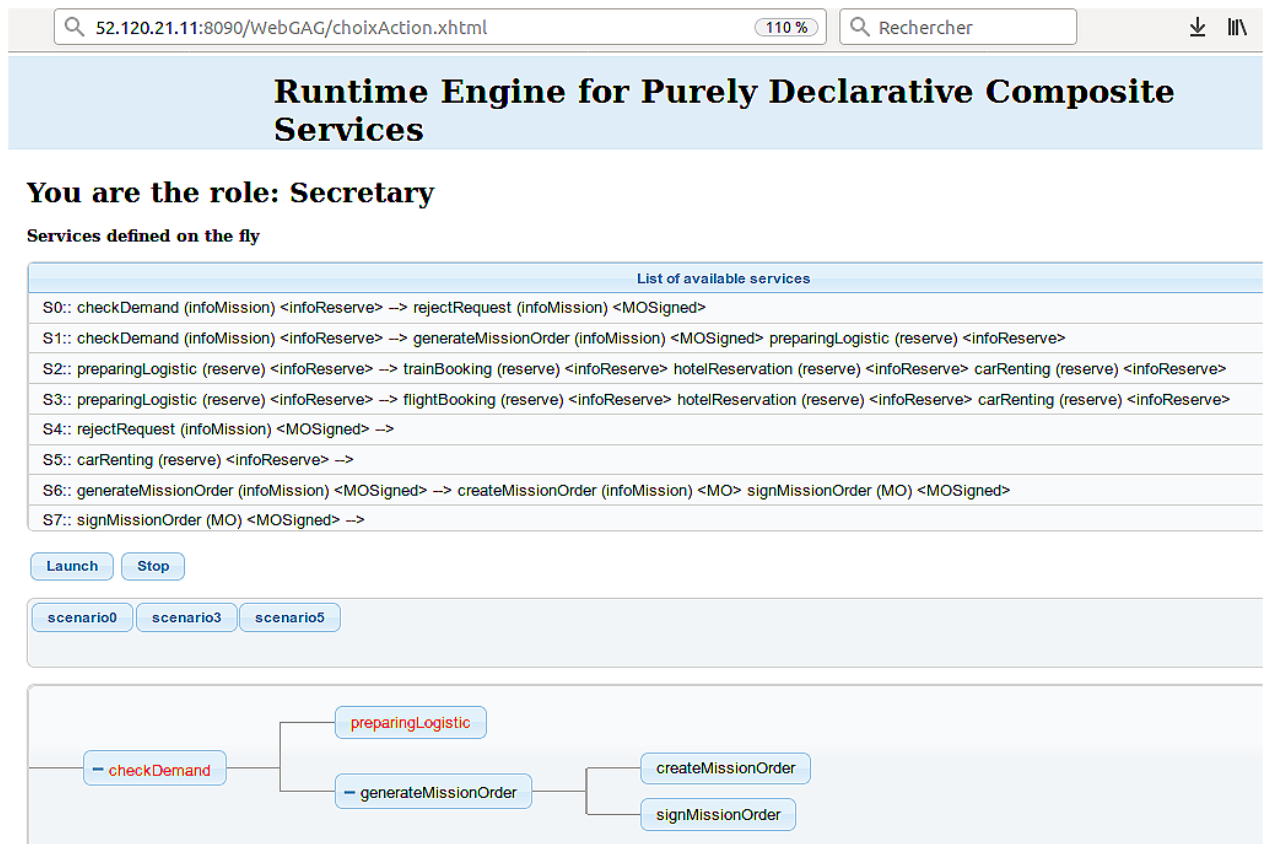 52.120.21.11:8090/WebGAG/choixAction.xhtml 110 % Rechercher
Runtime Engine for Purely Declarative Composite
Services
You are the role: Secretary
Services defined on the fly
List of available services
S0:: checkDemand (infoMission) <infoReserve> --> rejectRequest (infoMission) <MOSigned>
S1:: checkDemand (infoMission) <infoReserve> --> generateMissionOrder (infoMission) <MOSigned> preparingLogistic (reserve) <infoReserve>
S2:: preparingLogistic (reserve) <infoReserve> --> trainBooking (reserve) <infoReserve> hotelReservation (reserve) <infoReserve> carRenting (reserve) <infoReserve>
S3:: preparingLogistic (reserve) <infoReserve> --> flightBooking (reserve) <infoReserve> hotelReservation (reserve) <infoReserve> carRenting (reserve) <infoReserve>
S4:: rejectRequest (infoMission) <MOSigned> -->
S5:: carRenting (reserve) <infoReserve> -->
S6:: generateMissionOrder (infoMission) <MOSigned> --> createMissionOrder (infoMission) <MO> signMissionOrder (MO) <MOSigned>
S7:: signMissionOrder (MO) <MOSigned> -->
Launch Stop
scenario0 scenario3 scenario5
preparingLogistic
checkDemand
createMissionOrder
generateMissionOrder
signMissionOrder